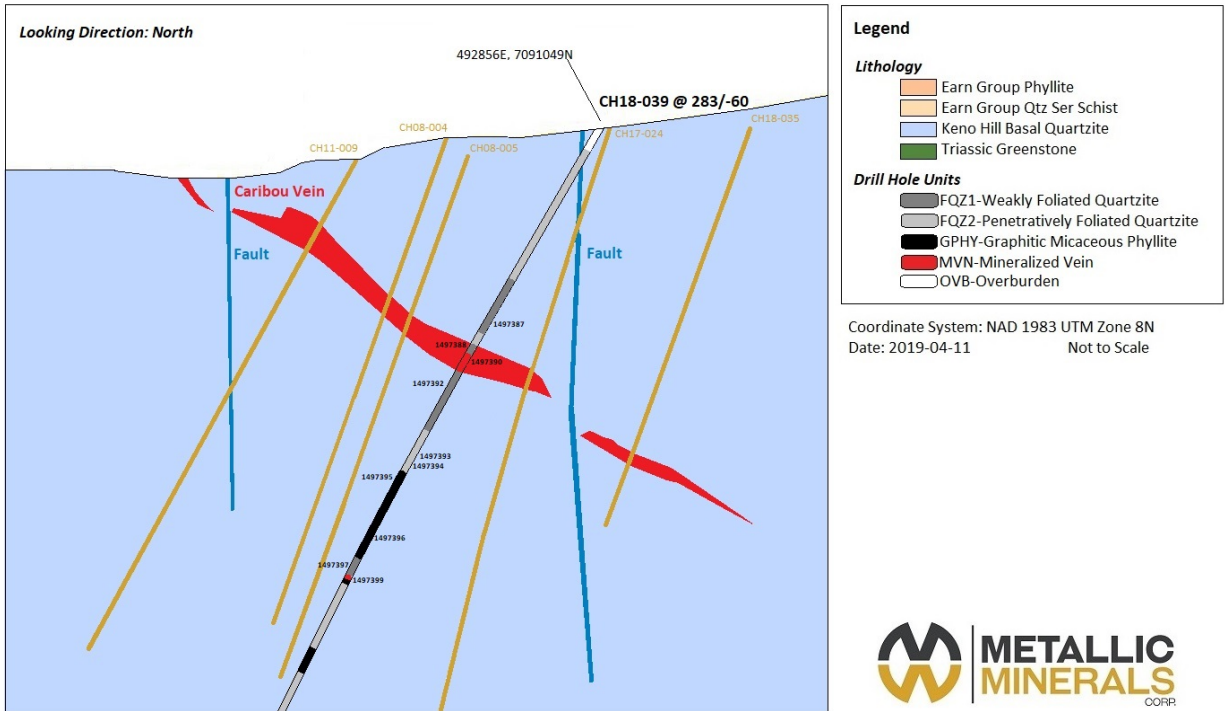 Looking Direction: North
492856E, 7091049N
CH18-039 @ 283/-60
CH08-004
CH17-024
CH18-035
CH11-009
CH08-005
Caribou Vein
Fault
Fault
1497387
1497388
1497390
1497392
1497393
1497394
1497395
1497396
1497397
1497399
Legend
Lithology
Earn Group Phyllite
Earn Group Qtz Ser Schist
Keno Hill Basal Quartzite
Triassic Greenstone
Drill Hole Units
FQZ1-Weakly Foliated Quartzite
FQZ2-Penetratively Foliated Quartzite
GPHY-Graphitic Micaceous Phyllite
MVN-Mineralized Vein
OVB-Overburden
Coordinate System: NAD 1983 UTM Zone 8N
Date: 2019-04-11 Not to Scale
METALLIC
MINERALS
CORP.